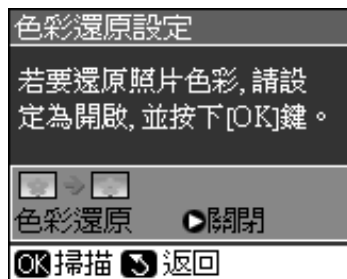 色彩還原設定
若要還原照片色彩, 請設
定為開啟, 並按下[OK]鍵。
色彩還原 關閉
OK 掃描 返回